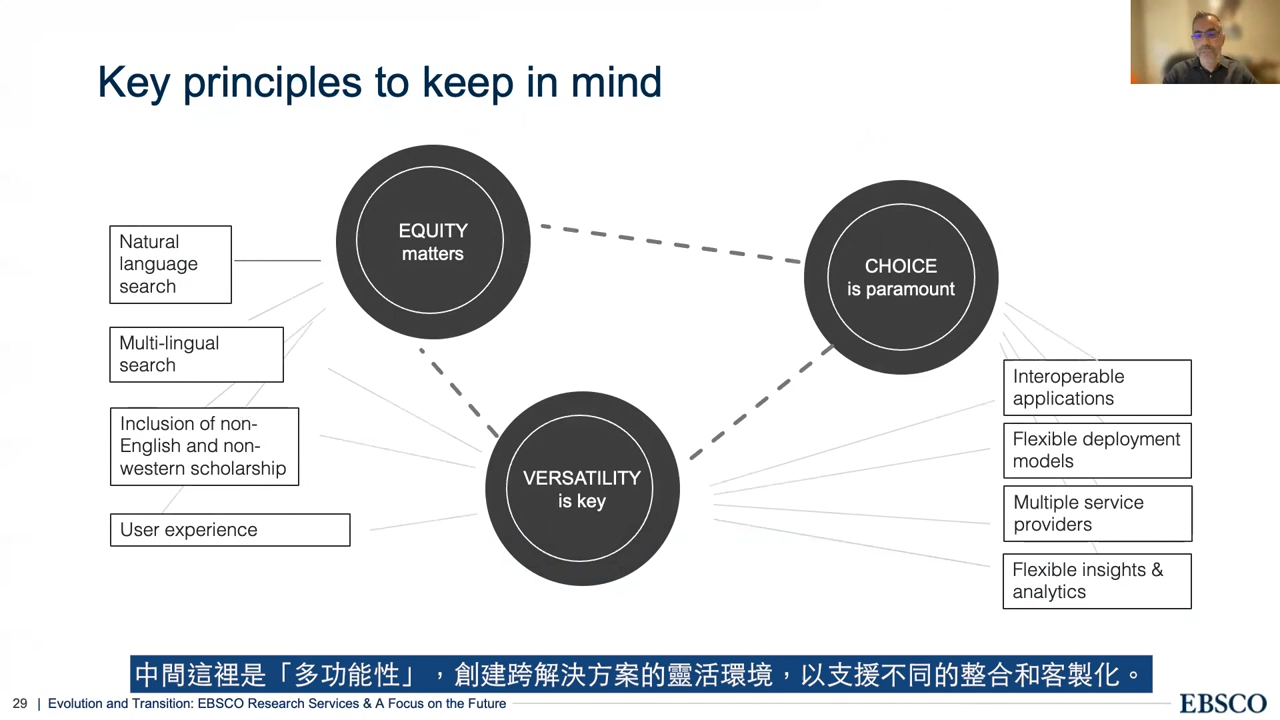 Key principles to keep in mind
EQUITY
matters
CHOICE
is paramount
VERSATILITY
is key
Natural
language
search
Multi-lingual
search
Inclusion of non-
English and non-
western scholarship
User experience
Interoperable
applications
Flexible deployment
models
Multiple service
providers
Flexible insights &
analytics
中間這裡是「多功能性」，創建跨解決方案的靈活環境，以支援不同的整合和客製化。
29 | Evolution and Transition: EBSCO Research Services & A Focus on the Future
EBSCO